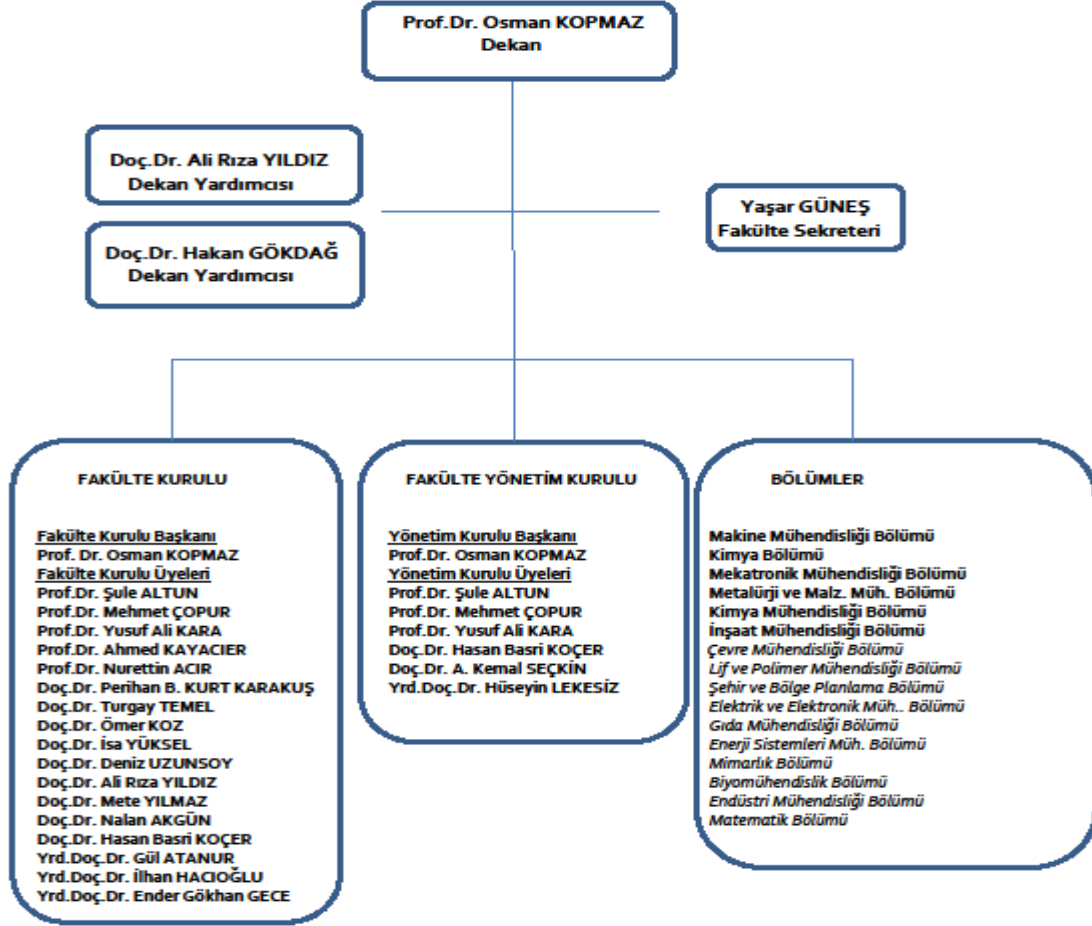 Prof.Dr. Osman KOPMAZ
Dekan
Doç.Dr. Ali Rıza YILDIZ
Dekan Yardımcısı
Doç.Dr. Hakan GÖKDAĞ
Dekan Yardımcısı
Yaşar GÜNEŞ
Fakülte Sekreteri
FAKÜLTE KURULU
Fakülte Kurulu Başkanı
Prof. Dr. Osman KOPMAZ
Fakülte Kurulu Üyeleri
Prof.Dr. Şule ALTUN
Prof.Dr. Mehmet ÇOPUR
Prof.Dr. Yusuf Ali KARA
Prof.Dr. Ahmed KAYACIER
Prof.Dr. Nurettin ACIR
Doç.Dr. Perihan B. KURT KARAKUŞ
Doç.Dr. Turgay TEMEL
Doç.Dr. Ömer KOZ
Doç.Dr. İsa YÜKSEL
Doç.Dr. Deniz UZUNSOY
Doç.Dr. Ali Rıza YILDIZ
Doç.Dr. Mete YILMAZ
Doç.Dr. Nalan AKGÜN
Doç.Dr. Hasan Basri KOÇER
Yrd.Doç.Dr. Gül ATANUR
Yrd.Doç.Dr. İlhan HACIOĞLU
Yrd.Doç.Dr. Ender Gökhan GECE
FAKÜLTE YÖNETİM KURULU
Yönetim Kurulu Başkanı
Prof.Dr. Osman KOPMAZ
Yönetim Kurulu Üyeleri
Prof.Dr. Şule ALTUN
Prof.Dr. Mehmet ÇOPUR
Prof.Dr. Yusuf Ali KARA
Doç.Dr. Hasan Basri KOÇER
Doç.Dr. A. Kemal SEÇKİN
Yrd.Doç.Dr. Hüseyin LEKESİZ
BÖLÜMLER
Makine Mühendisliği Bölümü
Kimya Bölümü
Mekatronik Mühendisliği Bölümü
Metalürji ve Malz. Müh. Bölümü
Kimya Mühendisliği Bölümü
İnşaat Mühendisliği Bölümü
Çevre Mühendisliği Bölümü
Lif ve Polimer Mühendisliği Bölümü
Şehir ve Bölge Planlama Bölümü
Elektrik ve Elektronik Müh.. Bölümü
Gıda Mühendisliği Bölümü
Enerji Sistemleri Müh. Bölümü
Mimarlık Bölümü
Biyomühendislik Bölümü
Endüstri Mühendisliği Bölümü
Matematik Bölümü